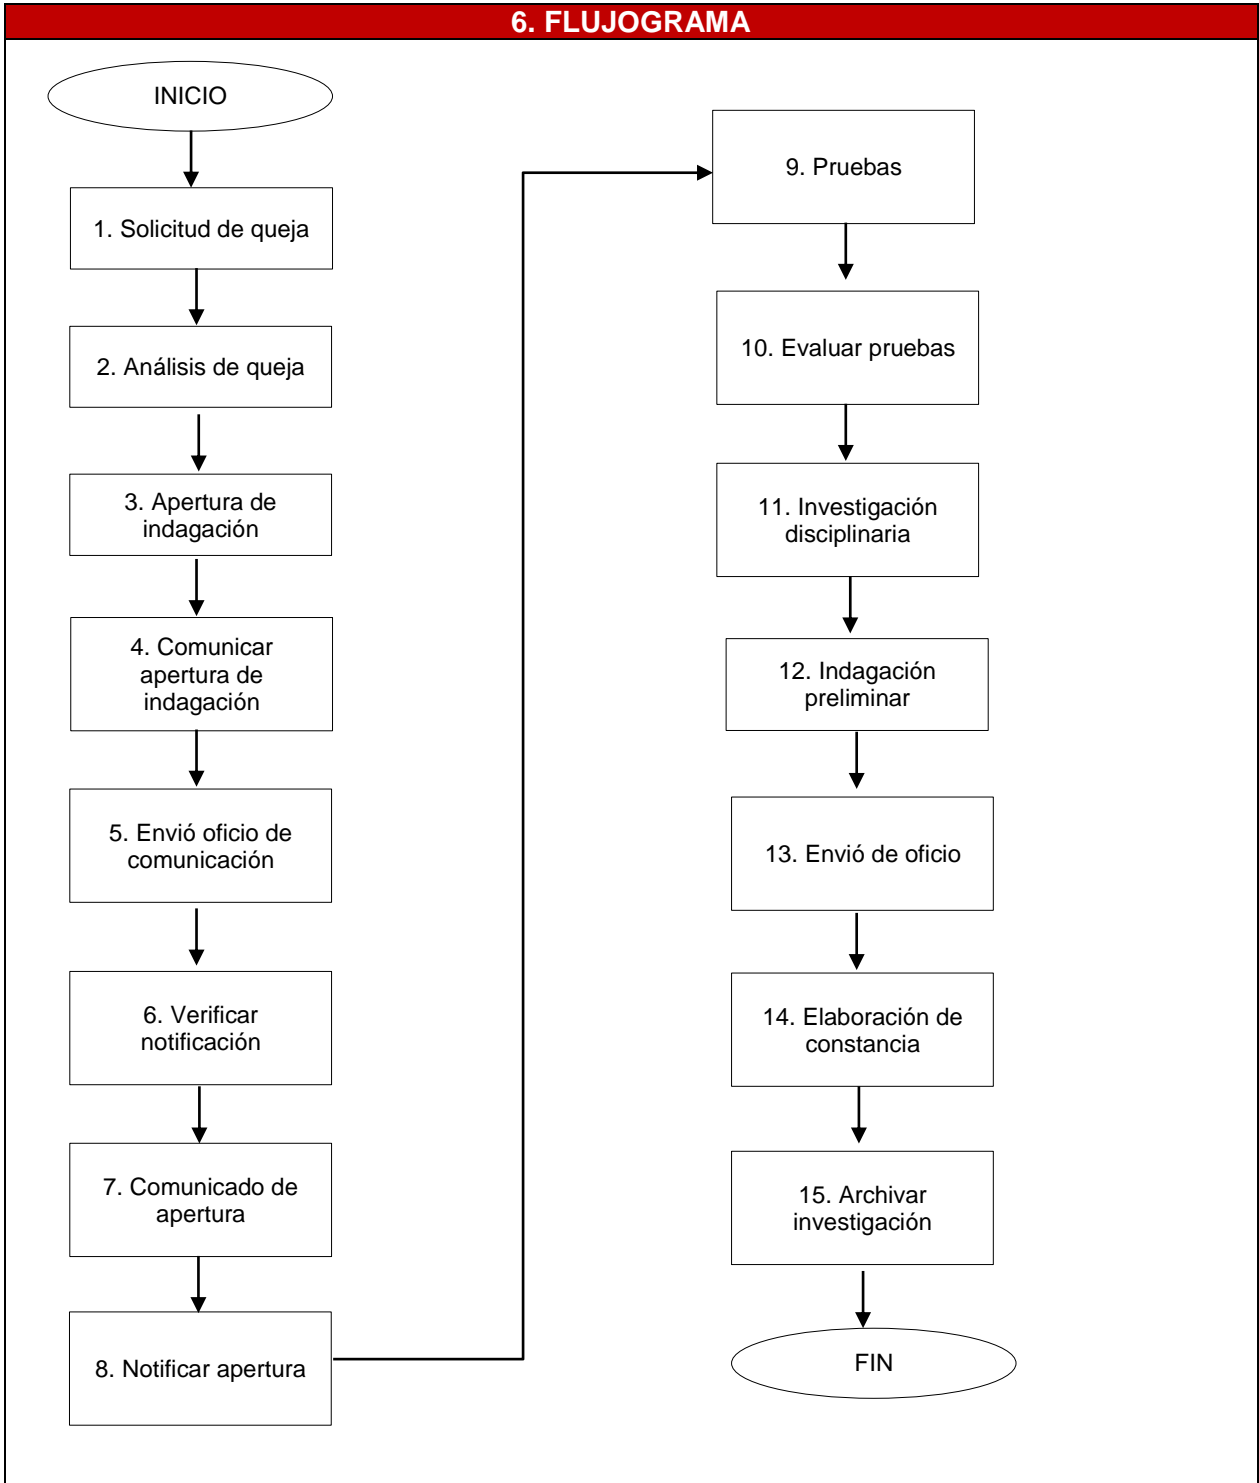 6. FLUJOGRAMA
INICIO
1. Solicitud de queja
2. Análisis de queja
3. Apertura de
indagación
4. Comunicar
apertura de
indagación
5. Envió oficio de
comunicación
6. Verificar
notificación
7. Comunicado de
apertura
8. Notificar apertura
9. Pruebas
10. Evaluar pruebas
11. Investigación
disciplinaria
12. Indagación
preliminar
13. Envió de oficio
14. Elaboración de
constancia
15. Archivar
investigación
FIN